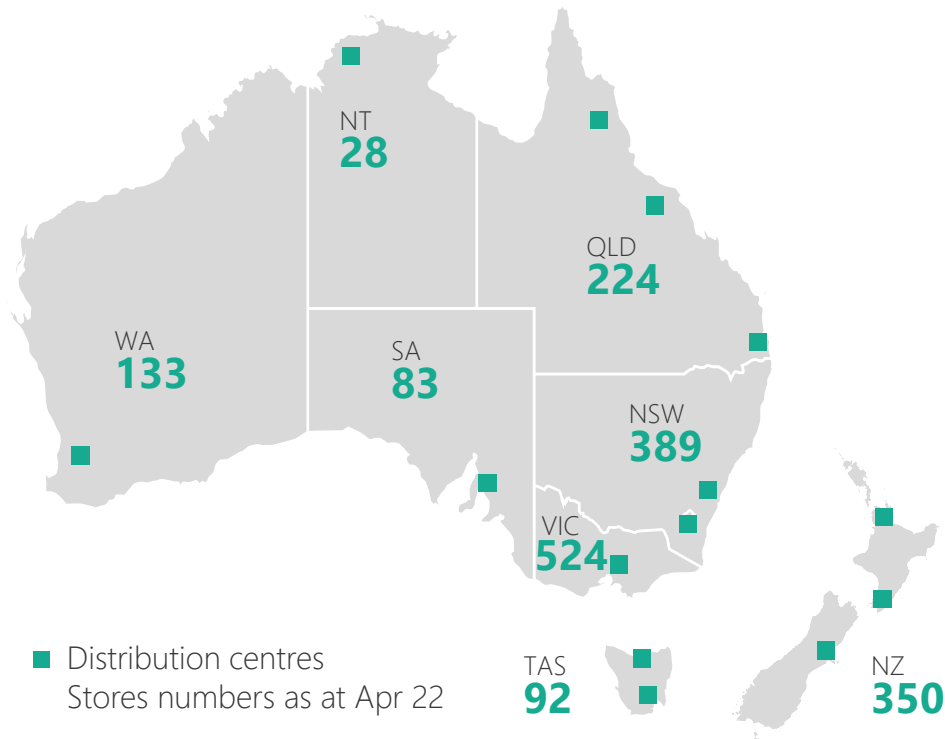 NT
28
QLD
224
WA
133
SA
83
NSW
389
VIC
524
Distribution centres
Stores numbers as at Apr 22
TAS
92
NZ
350